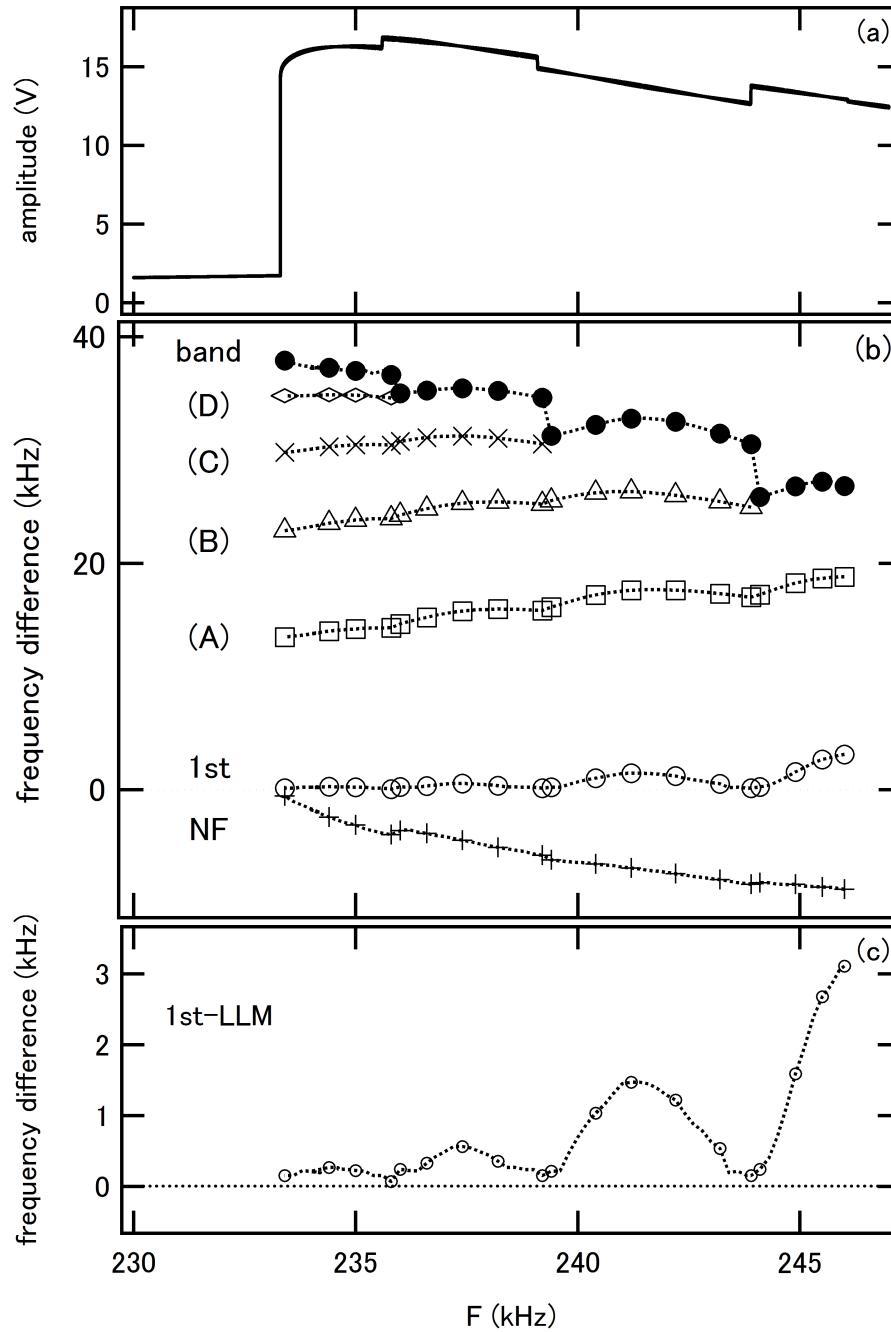 (a)
15
10
5
0
amplitude (V)
(b)
40
20
0
frequency difference (kHz)
band
(D)
(C)
(B)
(A)
1st
NF
(c)
3
2
1
0
frequency difference (kHz)
1st-LLM
230 235 240 245
F (kHz)